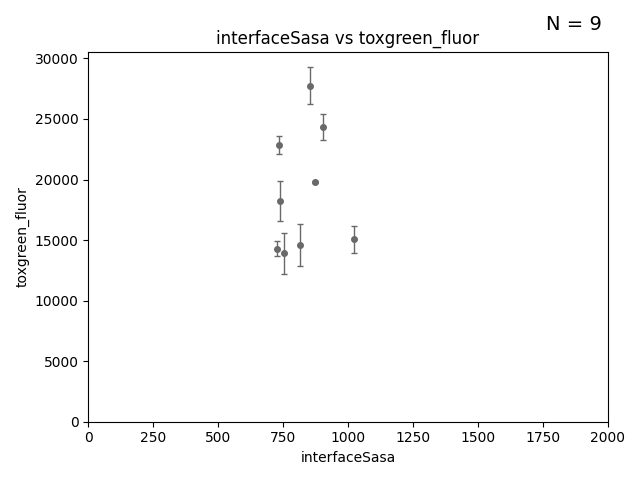 N = 9
interfaceSasa vs toxgreen_fluor
30000
25000
20000
15000
10000
5000
0
toxgreen_fluor
0 250 500 750 1000 1250 1500 1750 2000
interfaceSasa